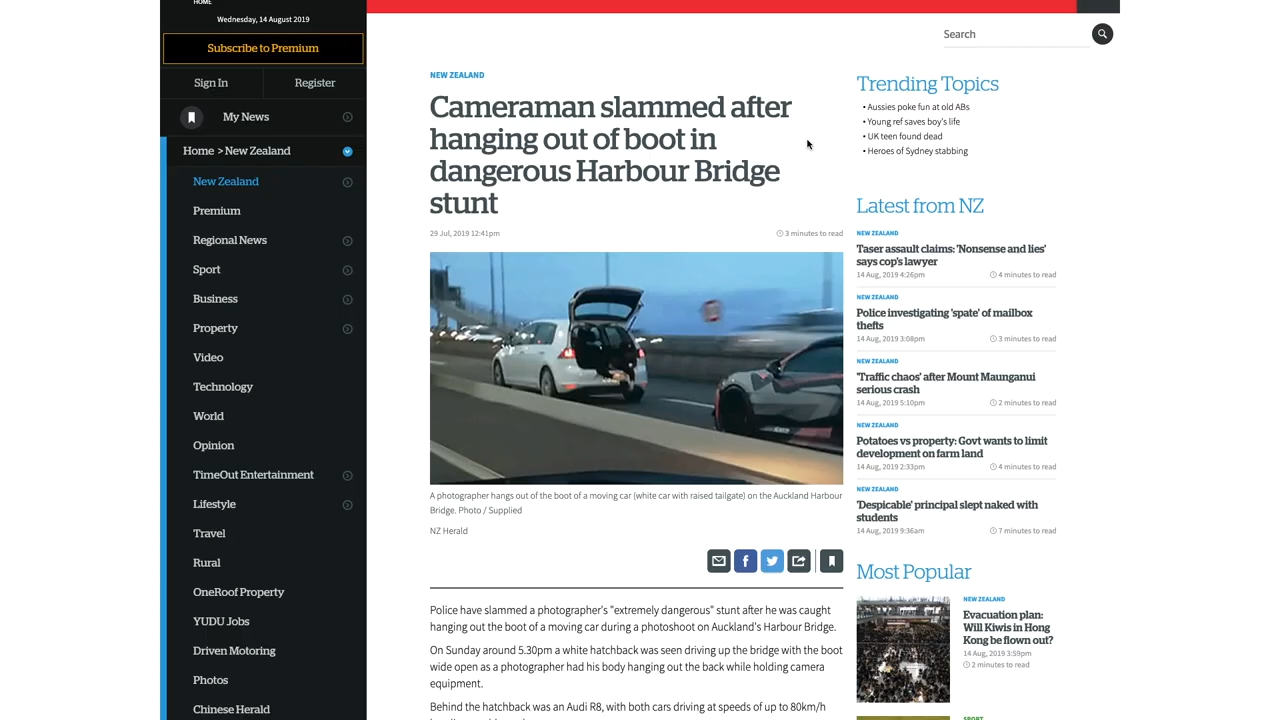 HOME
Wednesday, 14 August 2019
Subscribe to Premium
Sign In
Register
My News
Home > New Zealand
New Zealand
Premium
Regional News
Sport
Business
Property
Video
Technology
World
Opinion
TimeOut Entertainment
Lifestyle
Travel
Rural
OneRoof Property
YUDU Jobs
Driven Motoring
Photos
Chinese Herald
Search
NEW ZEALAND
Cameraman slammed after
hanging out of boot in
dangerous Harbour Bridge
stunt
29 Jul, 2019 12:41pm
3 minutes to read
A photographer hangs out of the boot of a moving car (white car with raised tailgate) on the Auckland Harbour
Bridge. Photo / Supplied
NZ Herald
Police have slammed a photographer's "extremely dangerous" stunt after he was caught
hanging out the boot of a moving car during a photoshoot on Auckland's Harbour Bridge.
On Sunday around 5.30pm a white hatchback was seen driving up the bridge with the boot
wide open as a photographer had his body hanging out the back while holding camera
equipment.
Behind the hatchback was an Audi R8, with both cars driving at speeds of up to 80km/h
Trending Topics
• Aussies poke fun at old ABs
• Young ref saves boy's life
• UK teen found dead
• Heroes of Sydney stabbing
Latest from NZ
NEW ZEALAND
Taser assault claims: 'Nonsense and lies'
says cop's lawyer
14 Aug, 2019 4:26pm
4 minutes to read
NEW ZEALAND
Police investigating 'spate' of mailbox
thefts
14 Aug, 2019 3:08pm
3 minutes to read
NEW ZEALAND
'Traffic chaos' after Mount Maunganui
serious crash
14 Aug, 2019 5:10pm
2 minutes to read
NEW ZEALAND
Potatoes vs property: Govt wants to limit
development on farm land
14 Aug, 2019 2:33pm
4 minutes to read
NEW ZEALAND
'Despicable' principal slept naked with
students
14 Aug, 2019 9:36am
7 minutes to read
Most Popular
NEW ZEALAND
Evacuation plan:
Will Kiwis in Hong
Kong be flown out?
14 Aug, 2019 3:59pm
2 minutes to read
SPORT